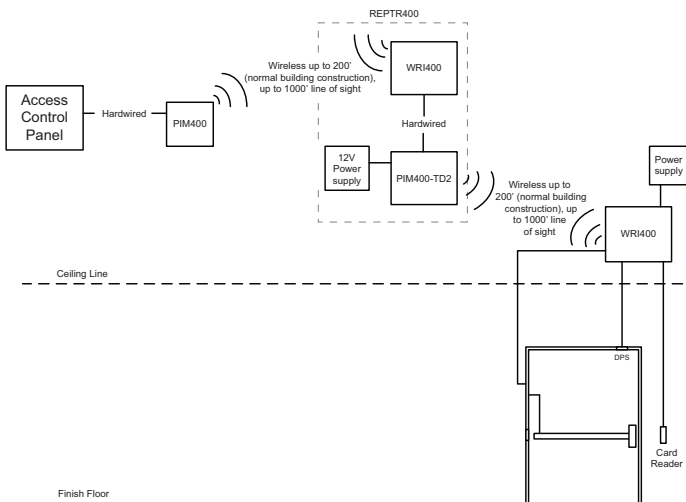 REPTR400
Wireless up to 200'
(normal building construction),
up to 1000' line of sight
WRI400
Access
Control
Panel
Hardwired
PIM400
Hardwired
12V
Power
supply
PIM400-TD2
Power
supply
Wireless up to
200' (normal building
construction), up
to 1000' line
of sight
WRI400
Ceiling Line
DPS
Card
Reader
Finish Floor